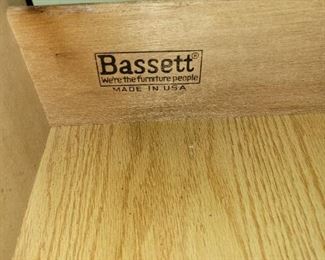 Bassett®
We're the furniture people
MADE IN USA